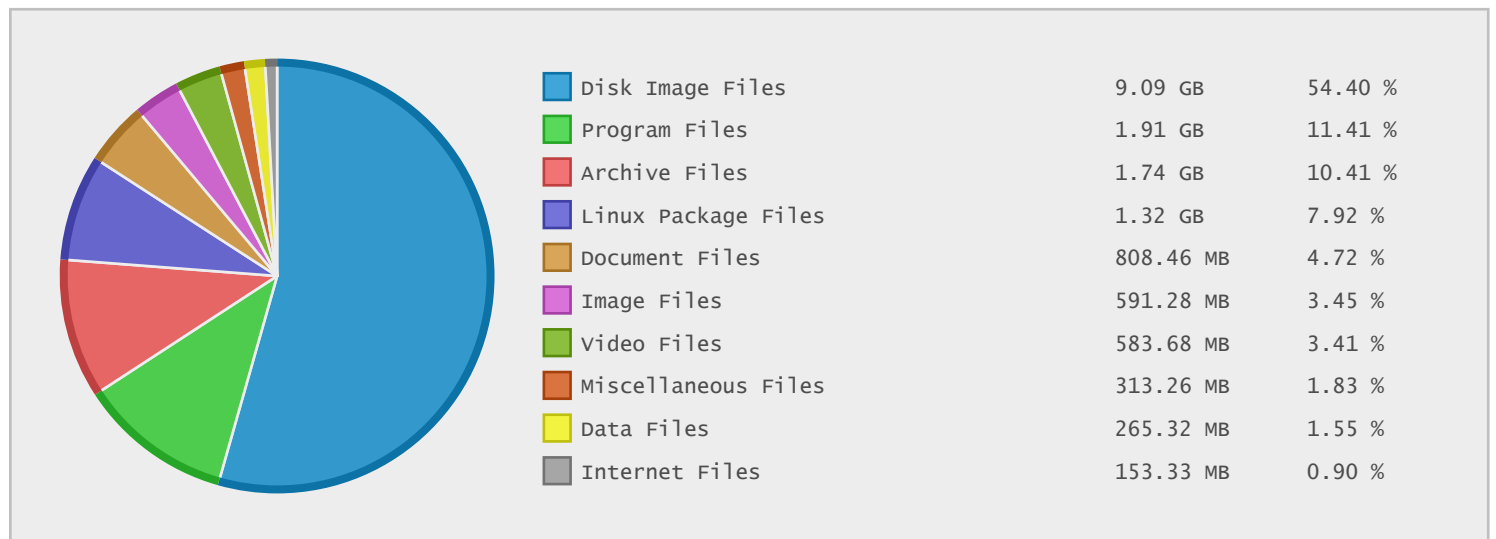 Disk Image Files 9.09 GB 54.40 %
Program Files 1.91 GB 11.41 %
Archive Files 1.74 GB 10.41 %
Linux Package Files 1.32 GB 7.92 %
Document Files 808.46 MB 4.72 %
Image Files 591.28 MB 3.45 %
Video Files 583.68 MB 3.41 %
Miscellaneous Files 313.26 MB 1.83 %
Data Files 265.32 MB 1.55 %
Internet Files 153.33 MB 0.90 %